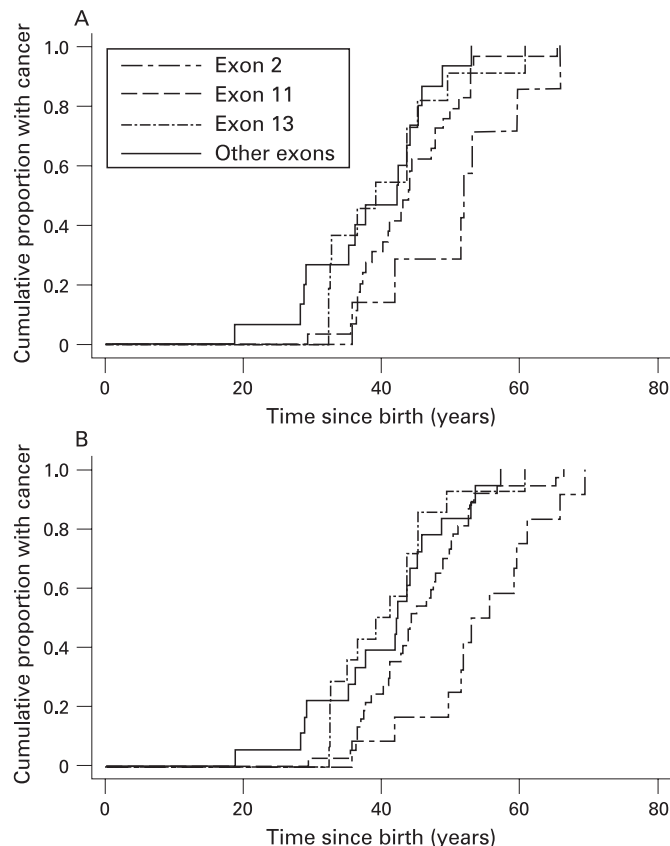 A
1.0
0.8
0.6
0.4
0.2
0
Cumulative proportion with cancer
Exon 2
Exon 11
Exon 13
Other exons
0 20 40 60 80
Time since birth (years)
B
1.0
0.8
0.6
0.4
0.2
0
Cumulative proportion with cancer
0 20 40 60 80
Time since birth (years)